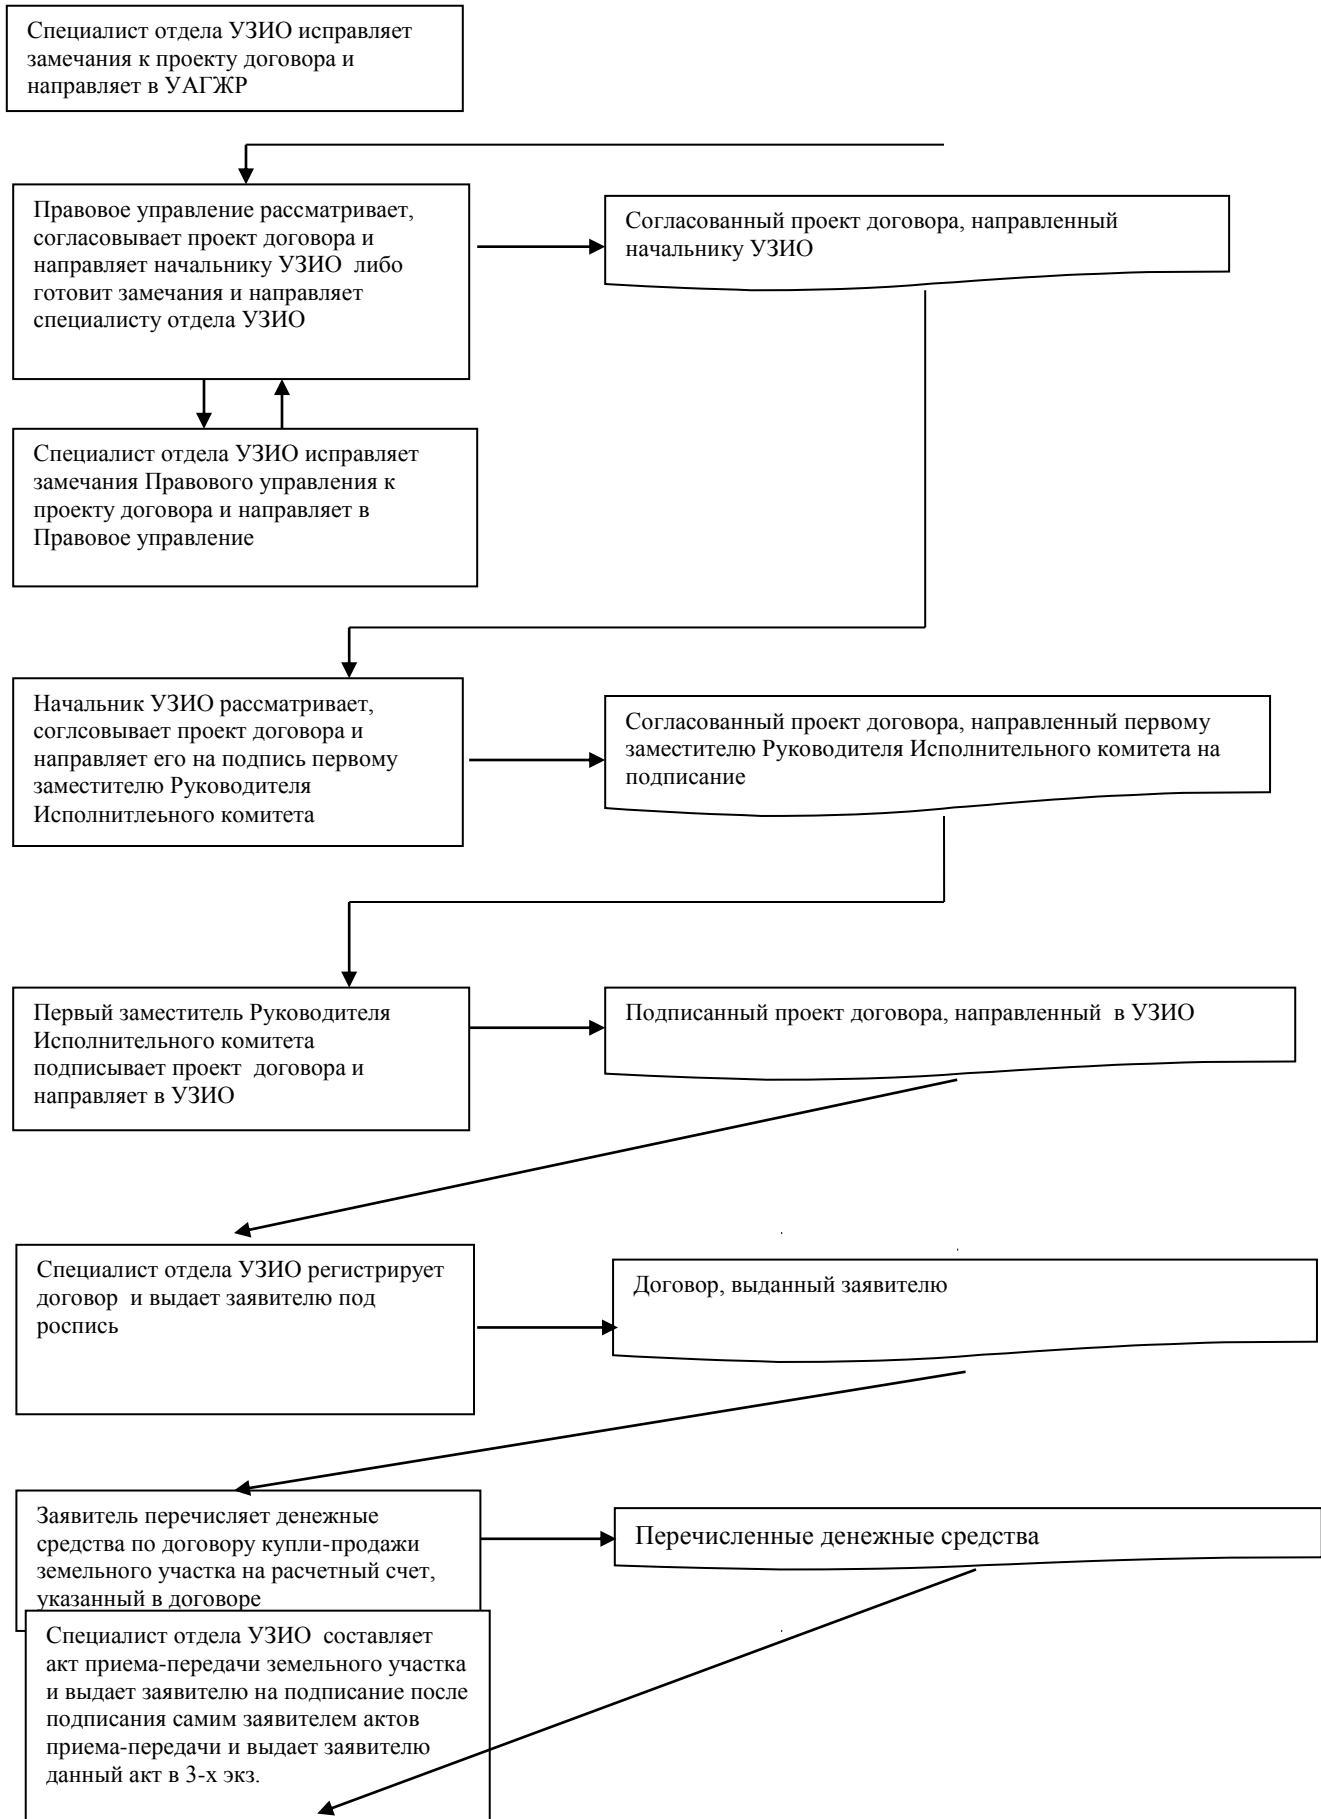 Специалист отдела УЗИО исправляет
замечания к проекту договора и
направляет в УАГЖР
Правовое управление рассматривает,
согласовывает проект договора и
направляет начальнику УЗИО либо
готовит замечания и направляет
специалисту отдела УЗИО
Согласованный проект договора, направленный
начальнику УЗИО
Специалист отдела УЗИО исправляет
замечания Правового управления к
проекту договора и направляет в
Правовое управление
Начальник УЗИО рассматривает,
соглсовывает проект договора и
направляет его на подпись первому
заместителю Руководителя
Исполнитлеьного комитета
Согласованный проект договора, направленный первому
заместителю Руководителя Исполнительного комитета на
подписание
Первый заместитель Руководителя
Исполнительного комитета
подписывает проект договора и
направляет в УЗИО
Подписанный проект договора, направленный в УЗИО
Специалист отдела УЗИО регистрирует
договор и выдает заявителю под
роспись
Договор, выданный заявителю
Заявитель перечисляет денежные
средства по договору купли-продажи
земельного участка на расчетный счет,
указанный в договоре
Перечисленные денежные средства
Специалист отдела УЗИО составляет
акт приема-передачи земельного участка
и выдает заявителю на подписание после
подписания самим заявителем актов
приема-передачи и выдает заявителю
данный акт в 3-х экз.